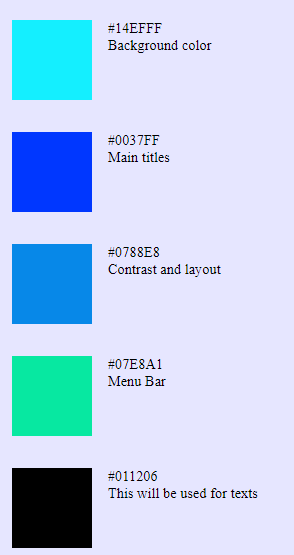 #14EFFF
Background color
#0037FF
Main titles
#0788E8
Contrast and layout
#07E8A1
Menu Bar
#011206
This will be used for texts